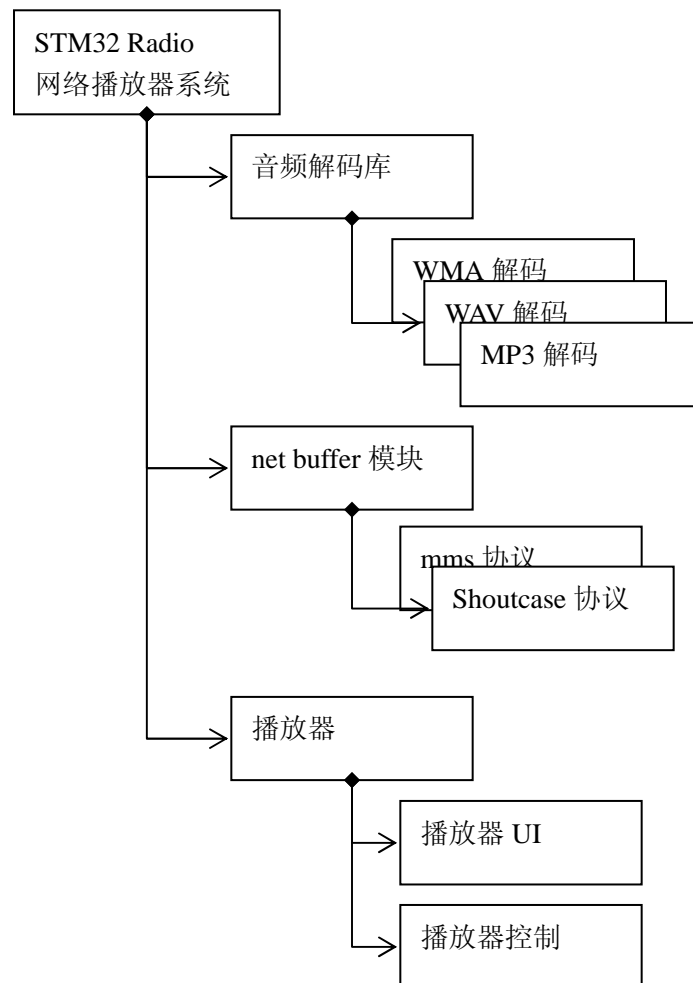 STM32 Radio
网络播放器系统
音频解码库
WMA 解码
WAV 解码
MP3 解码
net buffer 模块
mms 协议
Shoutcase 协议
播放器
播放器 UI
播放器控制